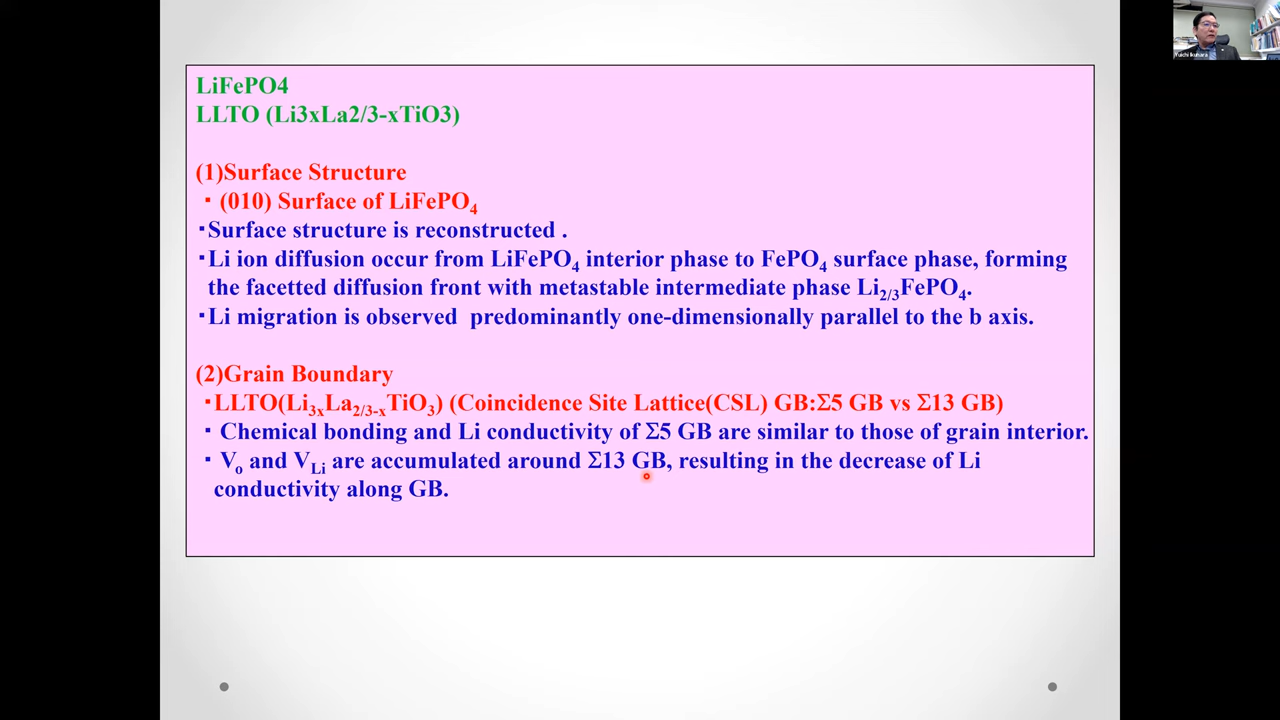 LiFePO4
LLTO (Li3xLa2/3-xTiO3)
(1)Surface Structure
・(010) Surface of LiFePO4
・Surface structure is reconstructed .
・Li ion diffusion occur from LiFePO4 interior phase to FePO4 surface phase, forming
the facetted diffusion front with metastable intermediate phase Li2/3FePO4.
・Li migration is observed predominantly one-dimensionally parallel to the b axis.
(2)Grain Boundary
・LLTO(Li3xLa2/3-xTiO3) (Coincidence Site Lattice(CSL) GB:Σ5 GB vs Σ13 GB)
・Chemical bonding and Li conductivity of Σ5 GB are similar to those of grain interior.
・Vo and VLi are accumulated around Σ13 GB, resulting in the decrease of Li
conductivity along GB.
Yuichi Ikuhara